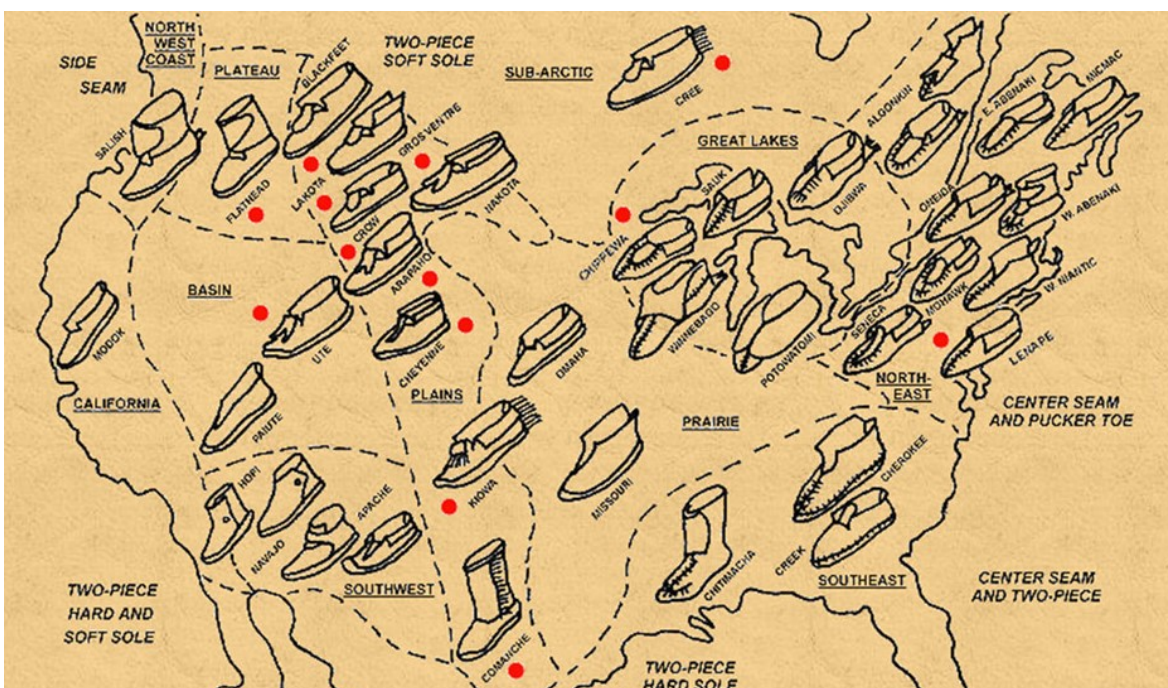 NORTH
WEST
COAST
SIDE
SEAM
PLATEAU
BLACKFEET
TWO-PIECE
SOFT SOLE
SUB-ARCTIC
CREE
ALGONKIN
E. ABENAKI
MICMAC
SALISH
FLATHEAD
LAKOTA
GROS VENTRE
NAKOTA
GREAT LAKES
SAUK
OJIBWA
ONEIDA
W. ABENAKI
CROW
CHIPPEWA
ARAPAHO
BASIN
MOHAWK
W. NIANTIC
MODOK
UTE
CHEYENNE
OMAHA
WINNEBAGO
POTOWATOMI
SENECA
LENAPE
NORTH-
EAST
CALIFORNIA
PLAINS
PAIUTE
PRAIRIE
CENTER SEAM
AND PUCKER TOE
HOPI
APACHE
KIOWA
MISSOURI
CHEROKEE
NAVAJO
SOUTHWEST
CHITIMACHA
CREEK
SOUTHEAST
TWO-PIECE
HARD AND
SOFT SOLE
CENTER SEAM
AND TWO-PIECE
COMANCHE
TWO-PIECE
HARD SOLE